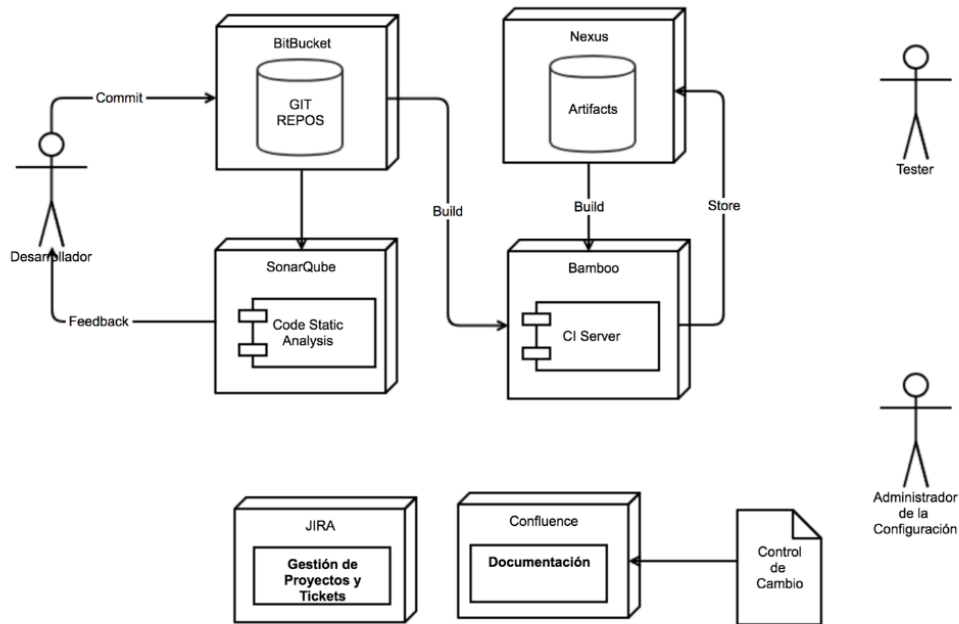 BitBucket
GIT
REPOS
Nexus
Artifacts
Commit
Tester
Desarrollador
Build
Build
Store
SonarQube
Code Static
Analysis
Bamboo
CI Server
Feedback
Administrador
de la
Configuración
JIRA
Gestión de
Proyectos y
Tickets
Confluence
Documentación
Control
de
Cambio